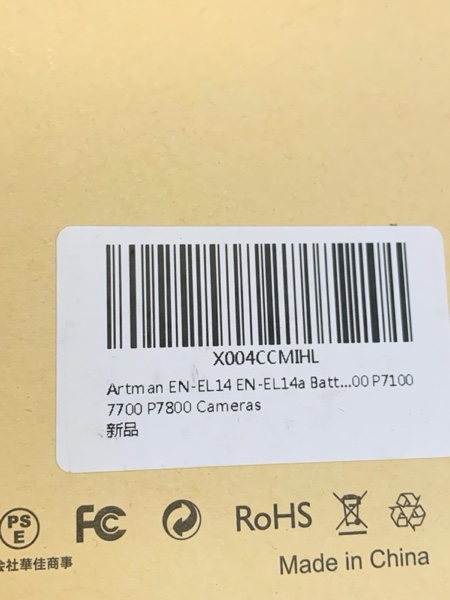 X004CCMIHL
Artman EN-EL14 EN-EL14a Batt...00 P7100
7700 P7800 Cameras
新品
PS
E
FC
RoHS
会社華佳商事
Made in China